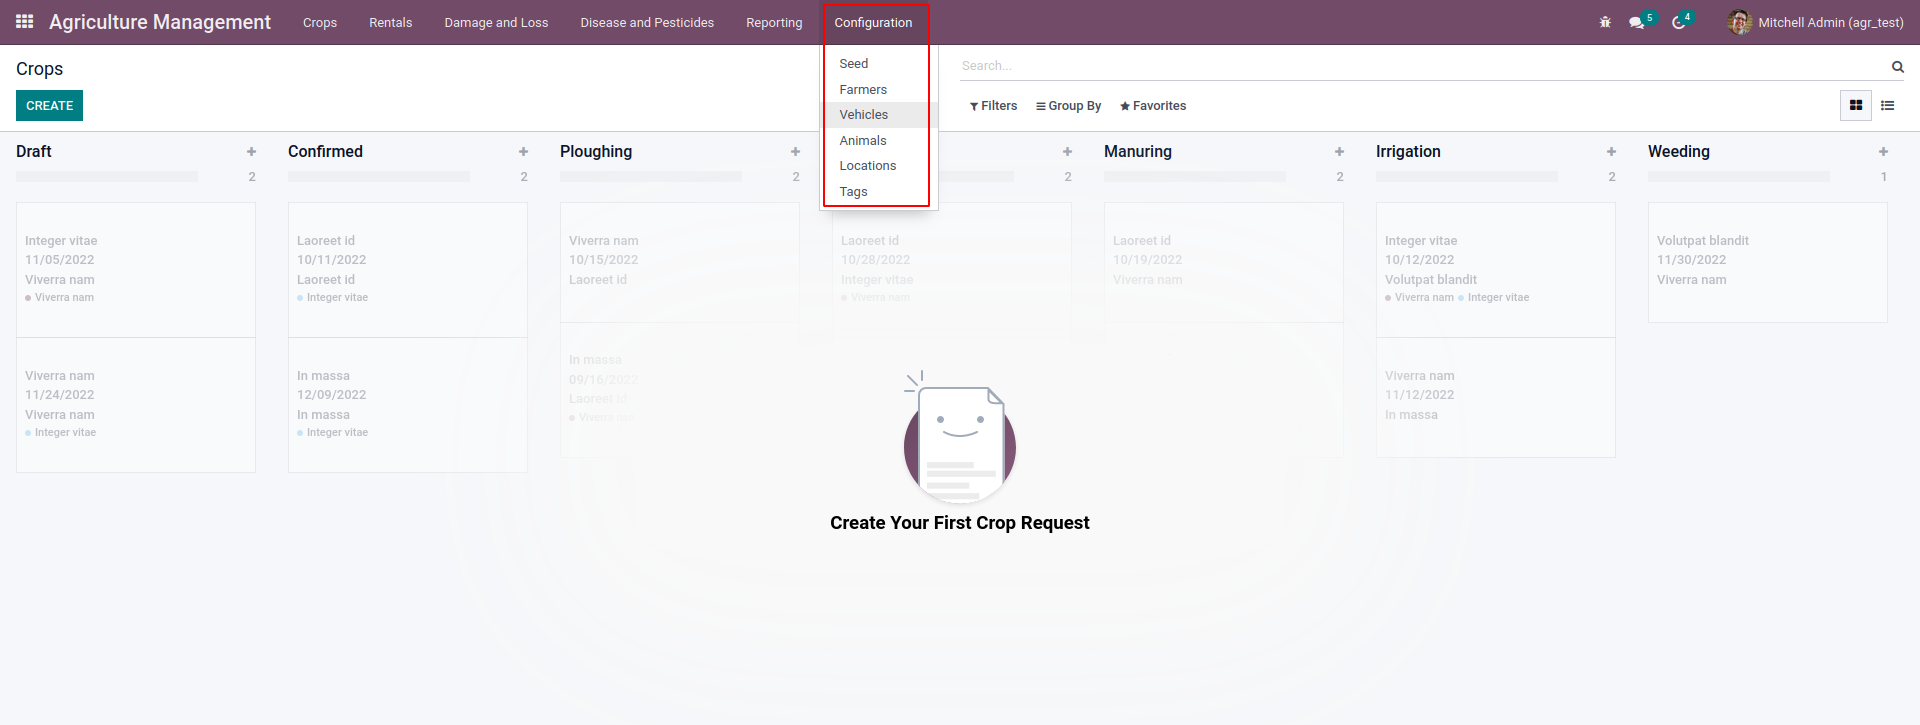 Agriculture Management Crops Rentals Damage and Loss Disease and Pesticides Reporting Configuration 5 4 Mitchell Admin (agr_test)
Crops
Search...
CREATE
Filters Group By Favorites
Seed
Farmers
Vehicles
Animals
Locations
Tags
Draft
2
Integer vitae
11/05/2022
Viverra nam
Viverra nam
Viverra nam
11/24/2022
Viverra nam
Integer vitae
Confirmed
2
Laoreet id
10/11/2022
Laoreet id
Integer vitae
In massa
12/09/2022
In massa
Integer vitae
Ploughing
2
Viverra nam
10/15/2022
Laoreet id
In massa
09/16/2022
Laoreet id
Viverra nam
2
Laoreet id
10/28/2022
Integer vitae
Viverra nam
Manuring
2
Laoreet id
10/19/2022
Viverra nam
Irrigation
2
Integer vitae
10/12/2022
Volutpat blandit
Viverra nam Integer vitae
Viverra nam
11/12/2022
In massa
Weeding
1
Volutpat blandit
11/30/2022
Viverra nam
Create Your First Crop Request